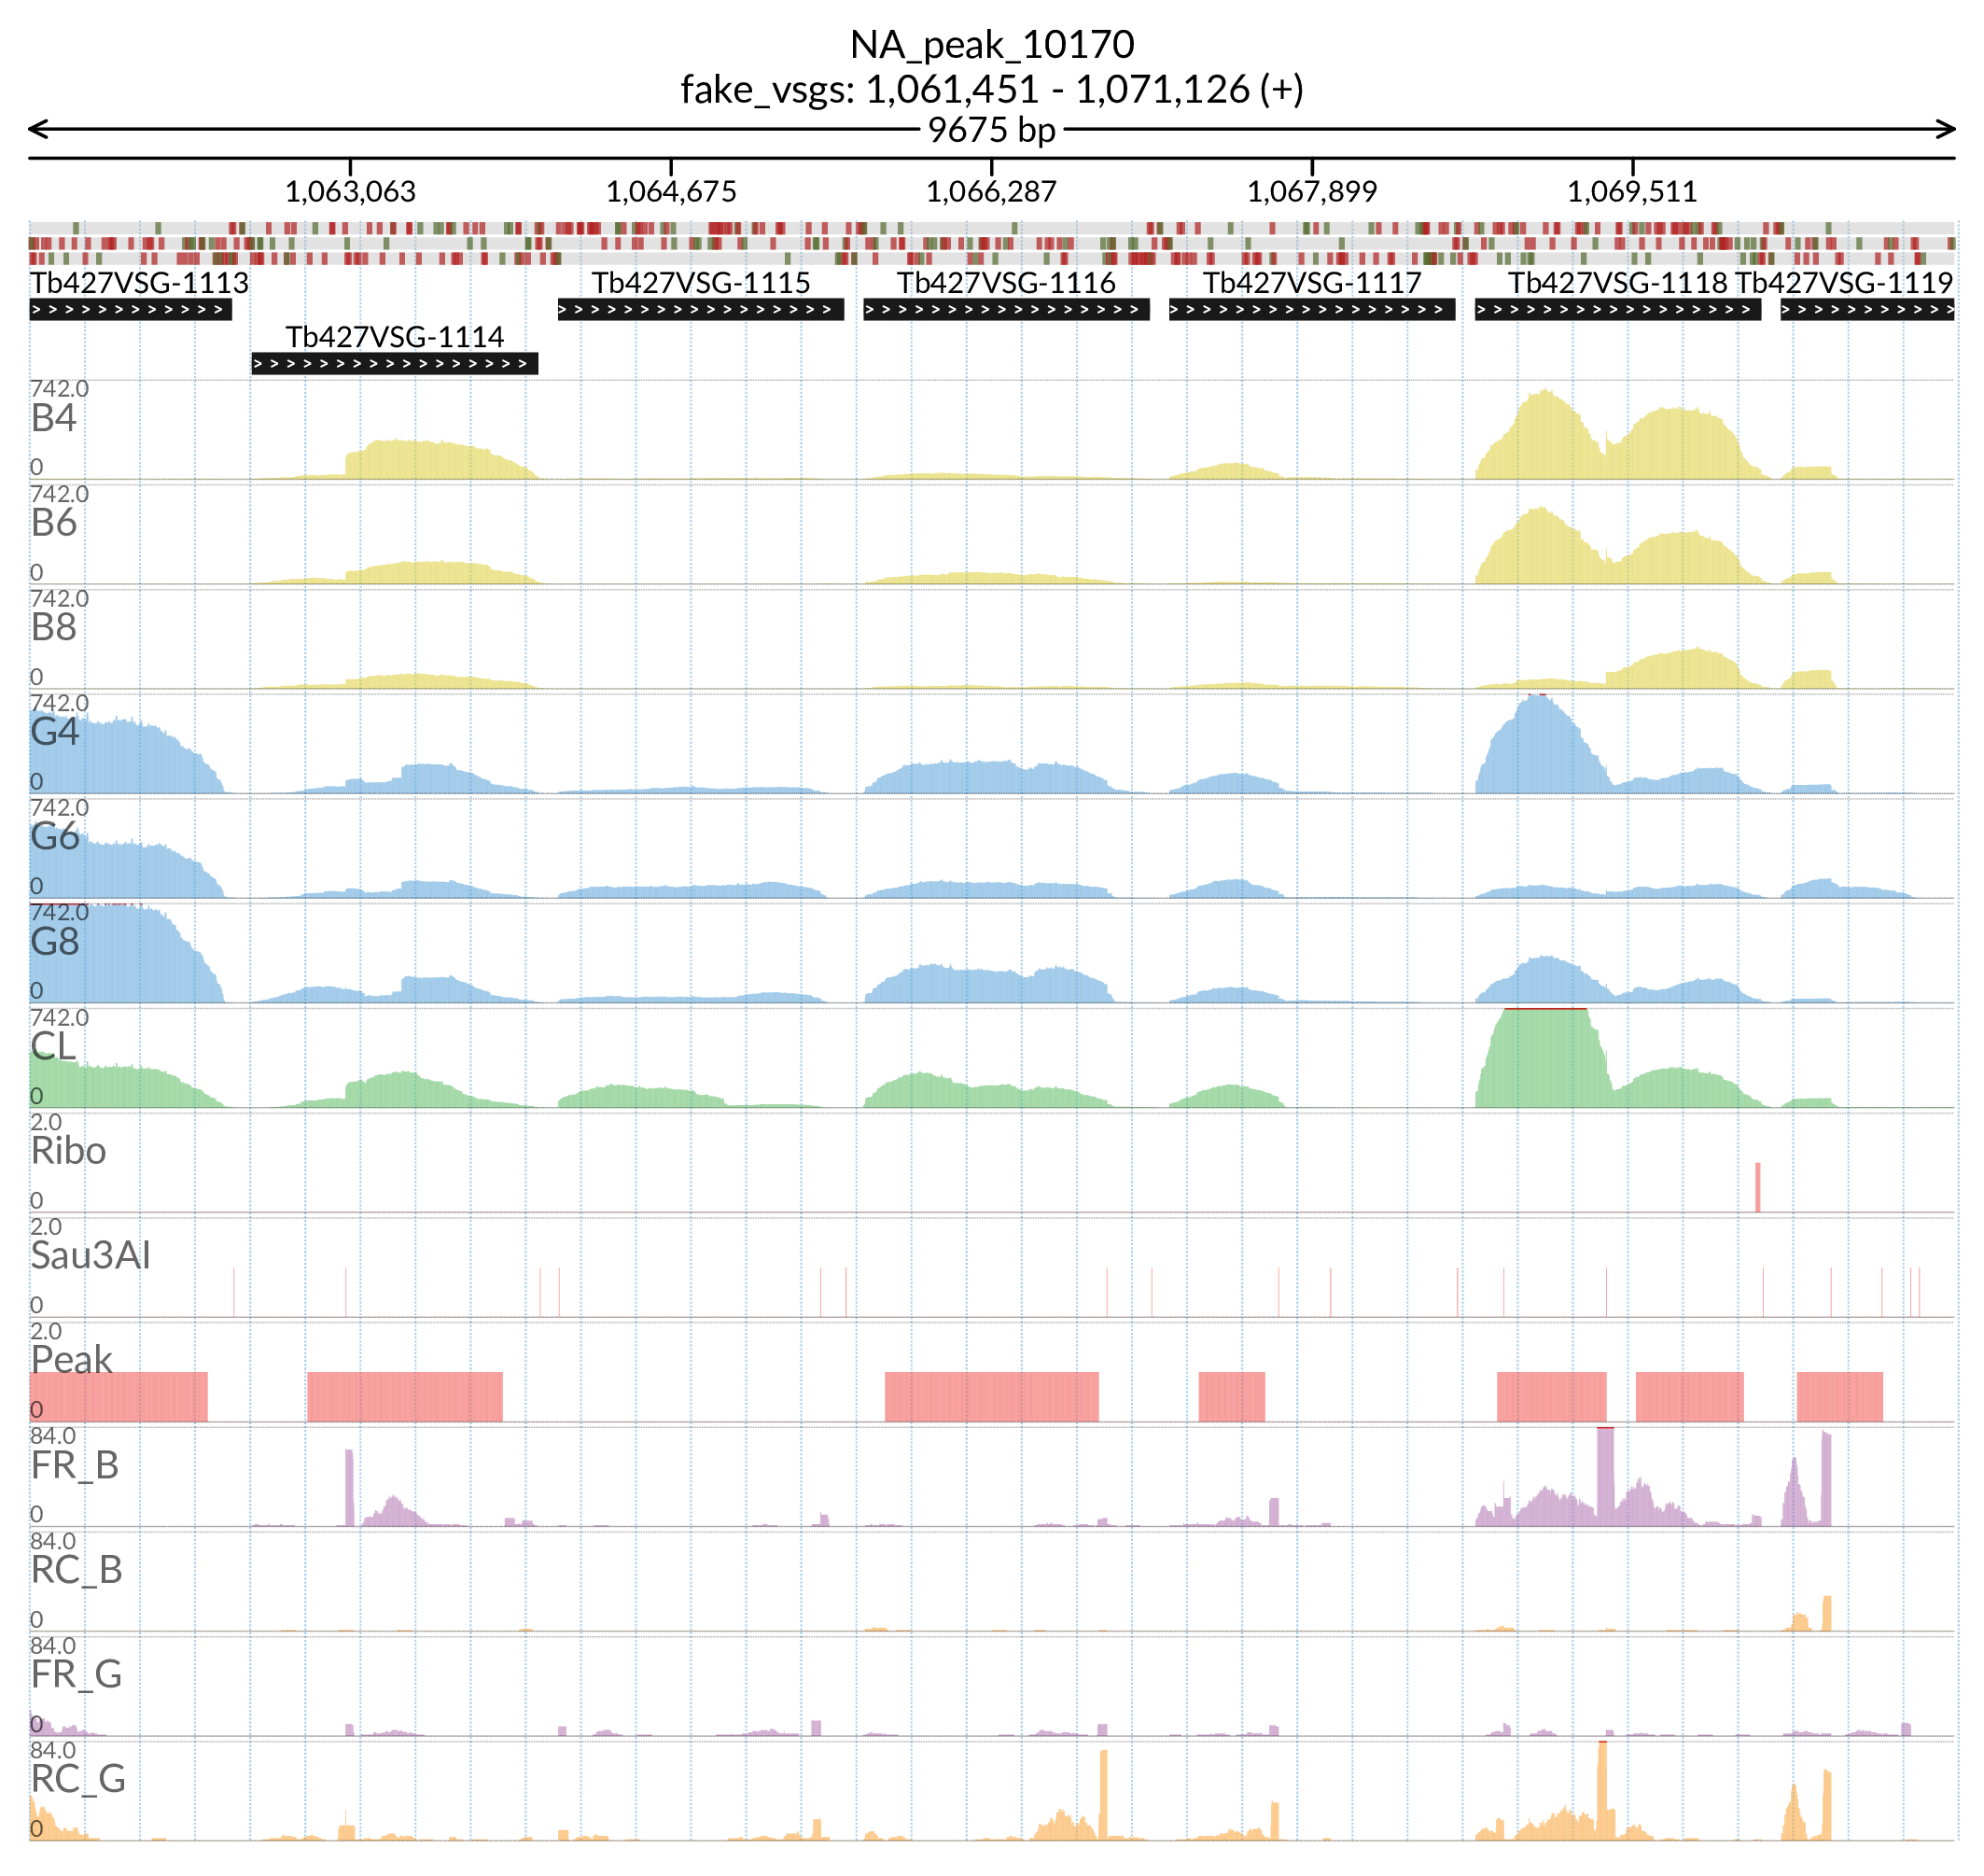 NA_peak_10170
fake_vsgs: 1,061,451 - 1,071,126 (+)
9675 bp
1,063,063 1,064,675 1,066,287 1,067,899 1,069,511
Tb427VSG-1113 Tb427VSG-1115 Tb427VSG-1116 Tb427VSG-1117 Tb427VSG-1118 Tb427VSG-1119
Tb427VSG-1114
742.0
B4
0
742.0
B6
0
742.0
B8
0
742.0
G4
0
742.0
G6
0
742.0
G8
0
742.0
CL
0
2.0
Ribo
0
2.0
Sau3AI
0
2.0
Peak
0
84.0
FR_B
0
84.0
RC_B
0
84.0
FR_G
0
84.0
RC_G
0